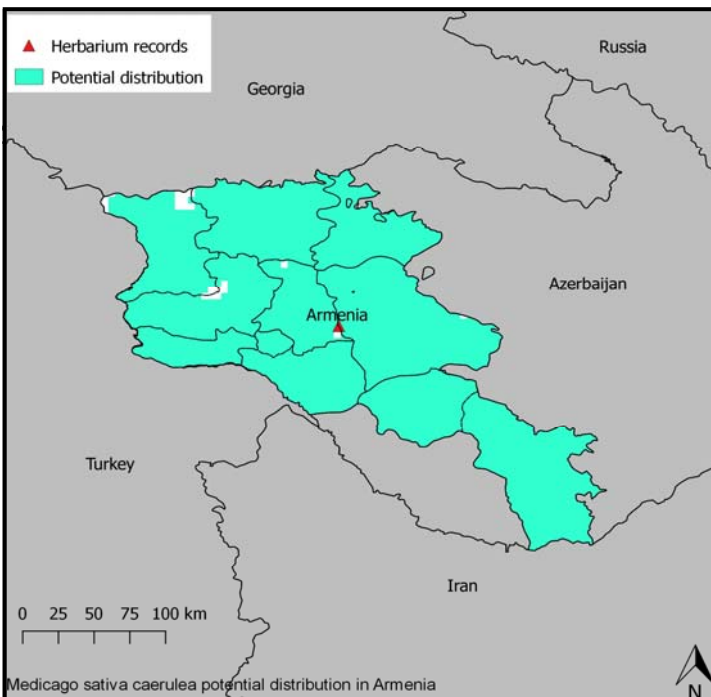 Herbarium records
Potential distribution
Russia
Georgia
Azerbaijan
Armenia
Turkey
Iran
0 25 50 75 100 km
Medicago sativa caerulea potential distribution in Armenia
N